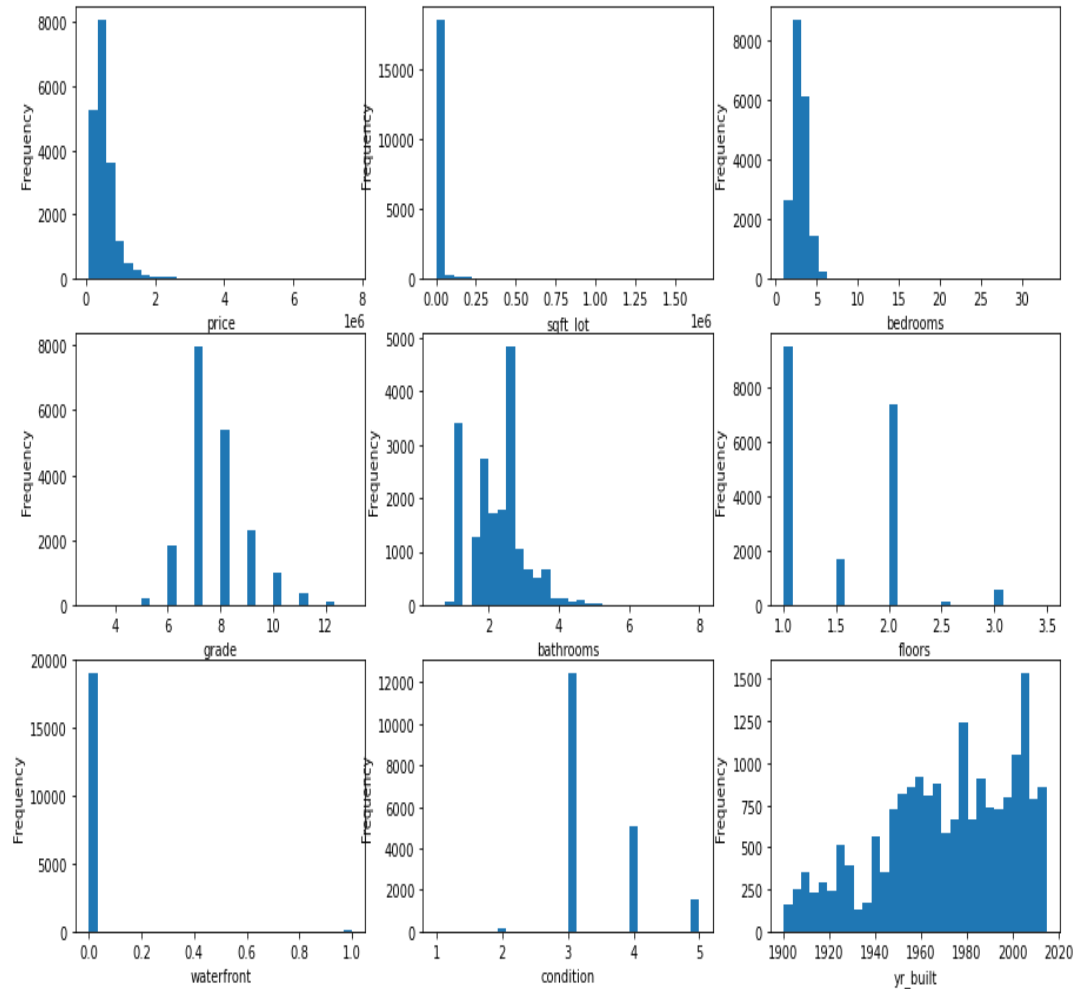 8000
6000
4000
2000
0
Frequency
0 2 4 6 8
1e6
price
15000
10000
5000
0
Frequency
0.00 0.25 0.50 0.75 1.00 1.25 1.50
1e6
sqft_lot
8000
6000
4000
2000
0
Frequency
0 5 10 15 20 25 30
bedrooms
8000
6000
4000
2000
0
Frequency
4 6 8 10 12
grade
5000
4000
3000
2000
1000
0
Frequency
2 4 6 8
bathrooms
8000
6000
4000
2000
0
Frequency
1.0 1.5 2.0 2.5 3.0 3.5
floors
20000
15000
10000
5000
0
Frequency
0.0 0.2 0.4 0.6 0.8 1.0
waterfront
12000
10000
8000
6000
4000
2000
0
Frequency
1 2 3 4 5
condition
1500
1250
1000
750
500
250
0
Frequency
1900 1920 1940 1960 1980 2000 2020
yr_built